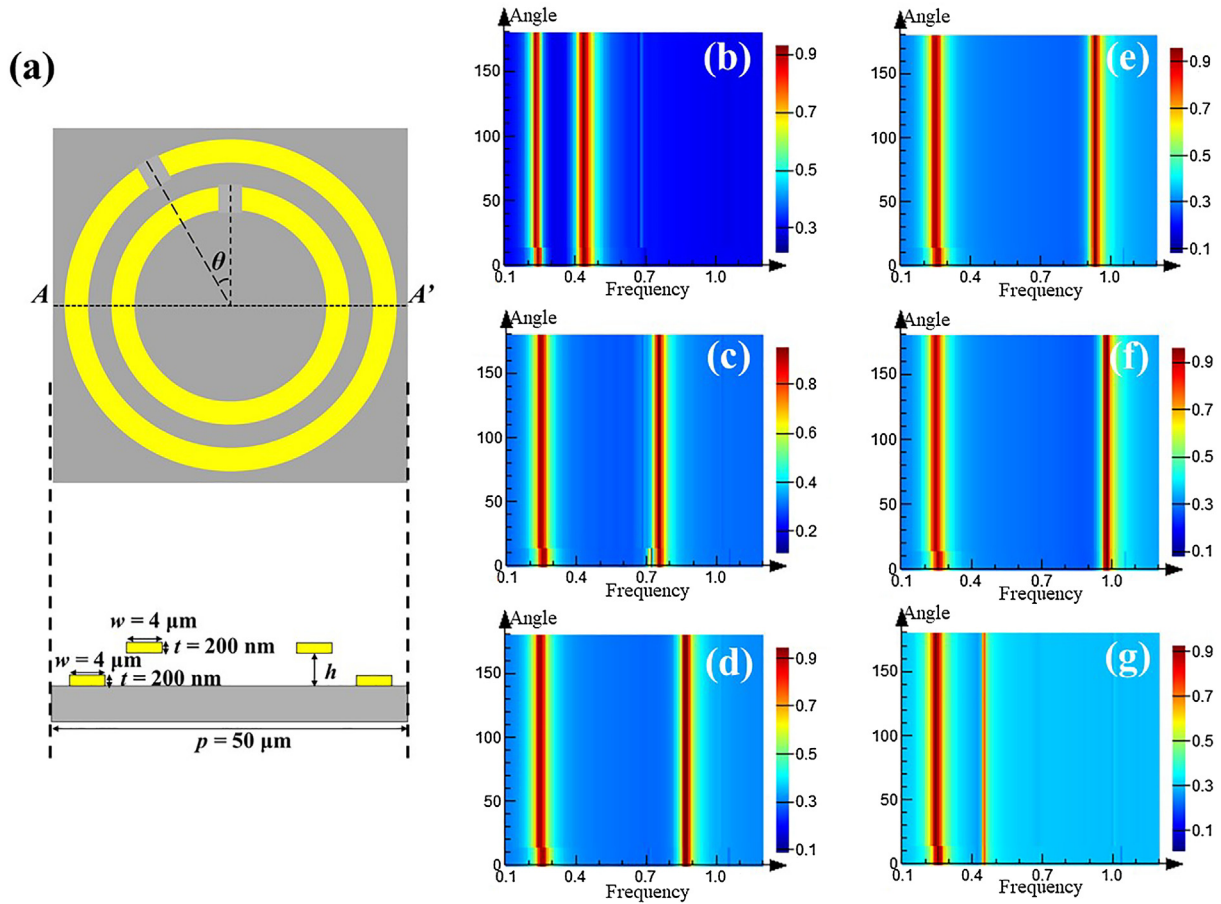 (a)
θ
A
A'
w = 4 μm
t = 200 nm
w = 4 μm
t = 200 nm
h
p = 50 μm
Angle
(b)
150
100
50
0
0.1
0.4
0.7
1.0
Frequency
0.9
0.7
0.5
0.3
Angle
(c)
150
100
50
0
0.1
0.4
0.7
1.0
Frequency
0.8
0.6
0.4
0.2
Angle
(d)
150
100
50
0
0.1
0.4
0.7
1.0
Frequency
0.9
0.7
0.5
0.3
0.1
Angle
(e)
150
100
50
0
0.1
0.4
0.7
1.0
Frequency
0.9
0.7
0.5
0.3
0.1
Angle
(f)
150
100
50
0
0.1
0.4
0.7
1.0
Frequency
0.9
0.7
0.5
0.3
0.1
Angle
(g)
150
100
50
0
0.1
0.4
0.7
1.0
Frequency
0.9
0.7
0.5
0.3
0.1